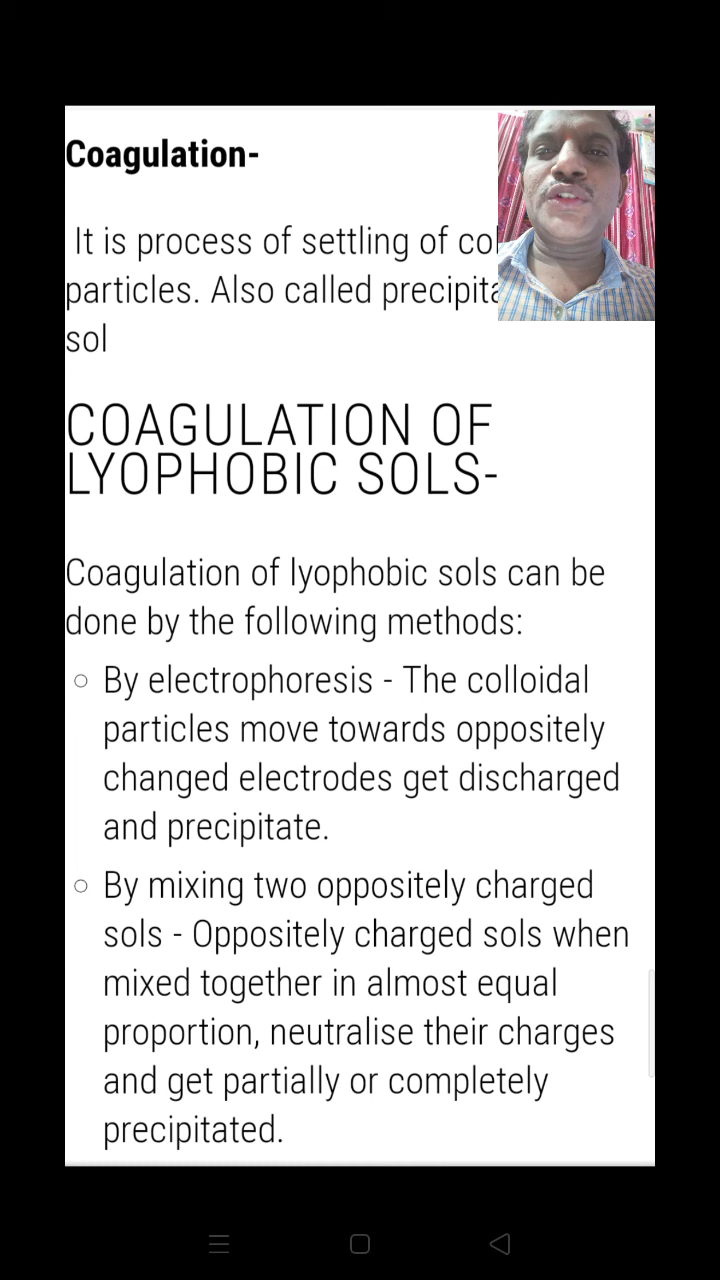 Coagulation-
It is process of settling of
particles. Also called
sol
COAGULATION OF
LYOPHOBIC SOLS-
Coagulation of lyophobic sols can be
done by the following methods:
By electrophoresis - The colloidal
particles move towards oppositely
changed electrodes get discharged
and precipitate.
By mixing two oppositely charged
sols - Oppositely charged sols when
mixed together in almost equal
proportion, neutralise their charges
and get partially or completely
precipitated.